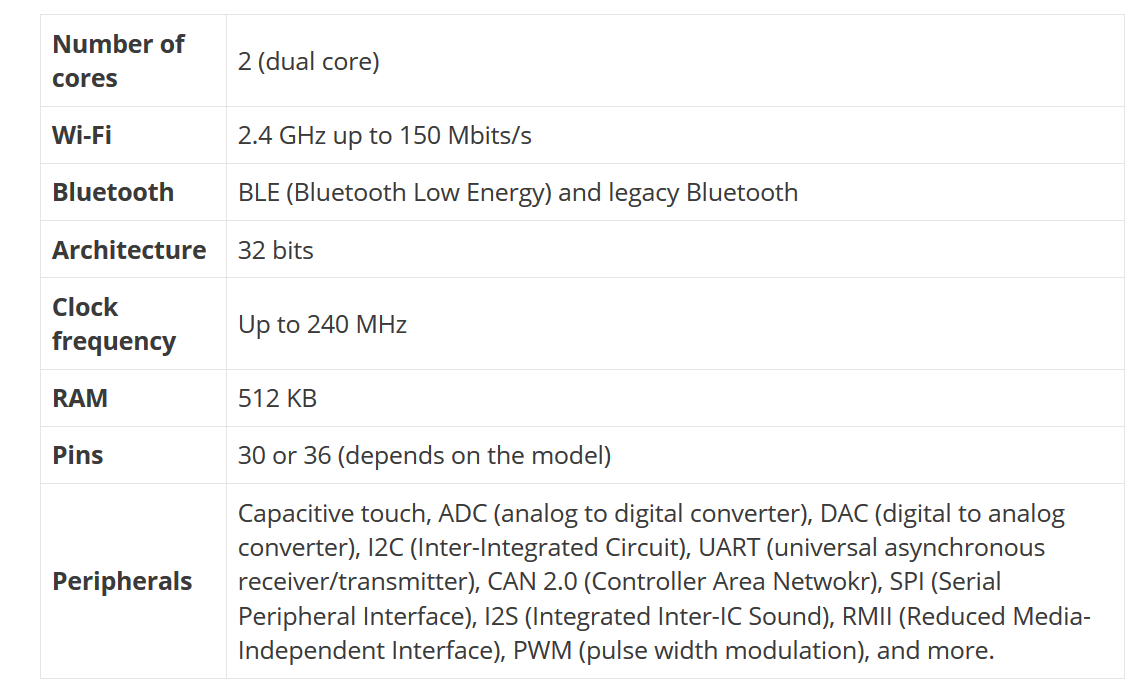 Number of
cores
2 (dual core)
Wi-Fi
2.4 GHz up to 150 Mbits/s
Bluetooth
BLE (Bluetooth Low Energy) and legacy Bluetooth
Architecture
32 bits
Clock
frequency
Up to 240 MHz
RAM
512 KB
Pins
30 or 36 (depends on the model)
Peripherals
Capacitive touch, ADC (analog to digital converter), DAC (digital to analog
converter), I2C (Inter-Integrated Circuit), UART (universal asynchronous
receiver/transmitter), CAN 2.0 (Controller Area Netwokr), SPI (Serial
Peripheral Interface), I2S (Integrated Inter-IC Sound), RMII (Reduced Media-
Independent Interface), PWM (pulse width modulation), and more.